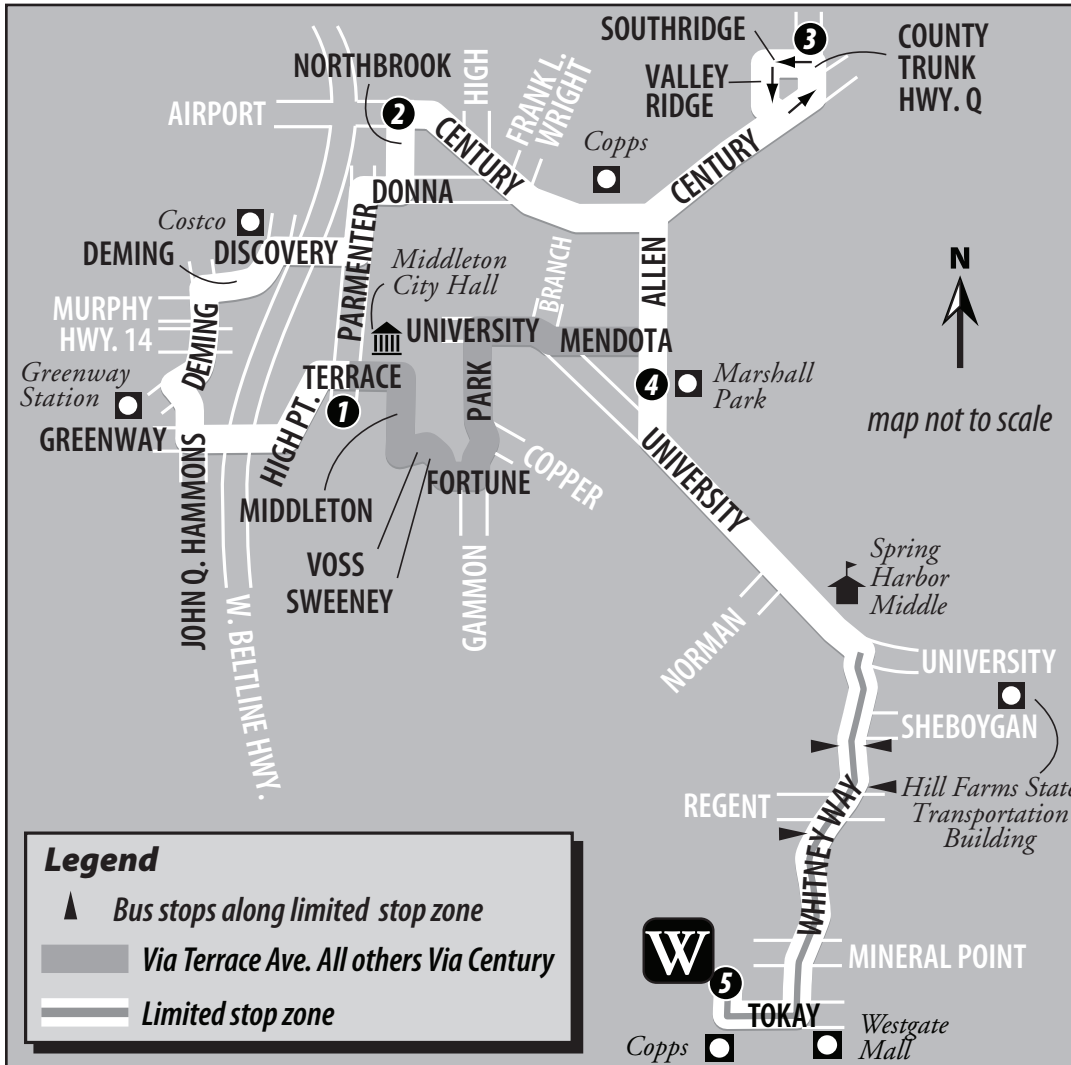 SOUTHRIDGE
3
COUNTY
TRUNK
HWY. Q
VALLEY
RIDGE
NORTHBROOK
HIGH
FRANK L.
WRIGHT
AIRPORT
2
CENTURY
Copps
CENTURY
DONNA
Costco
DEMING
DISCOVERY
PARMENTER
Middleton
City Hall
BRANCH
ALLEN
N
MURPHY
HWY. 14
DEMING
UNIVERSITY
MENDOTA
Greenway
Station
TERRACE
PARK
4
Marshall
Park
map not to scale
GREENWAY
HIGH PT.
1
UNIVERSITY
COPPER
FORTUNE
MIDDLETON
JOHN Q. HAMMONS
VOSS
SWEENEY
GAMMON
W. BELTLINE HWY.
Spring
Harbor
Middle
NORMAN
UNIVERSITY
SHEBOYGAN
Hill Farms State
Transportation
Building
REGENT
WHITNEY WAY
MINERAL POINT
W
5
TOKAY
Copps
Westgate
Mall
Legend
Bus stops along limited stop zone
Via Terrace Ave. All others Via Century
Limited stop zone